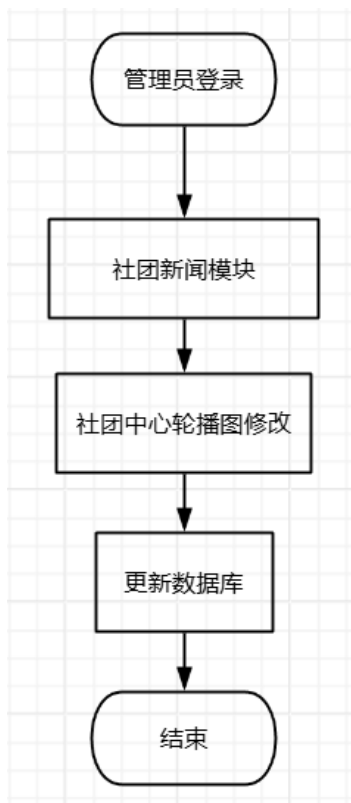 管理员登录
社团新闻模块
社团中心轮播图修改
更新数据库
结束